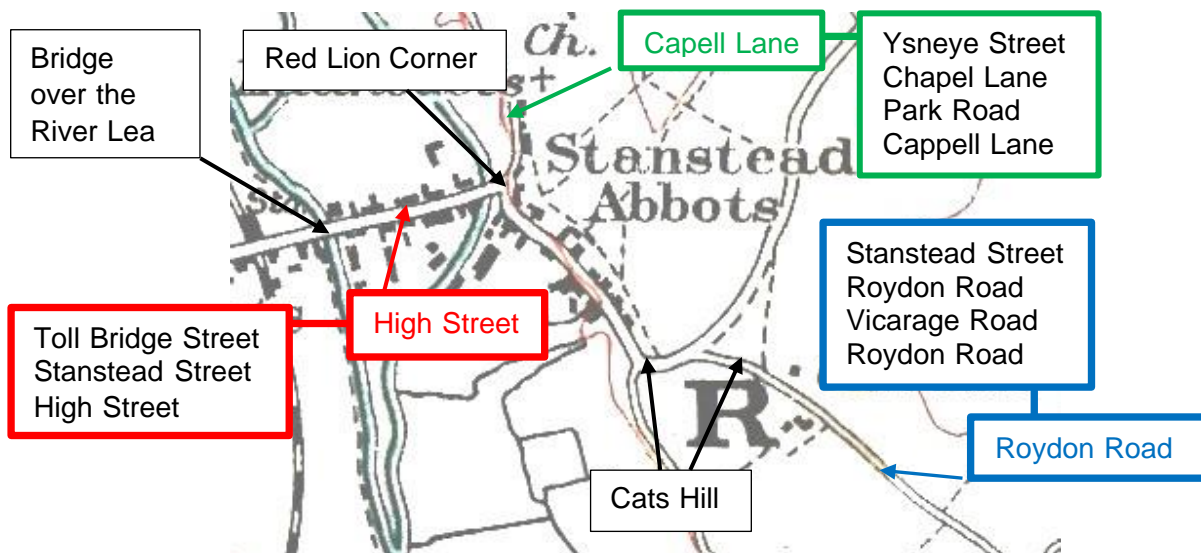 Bridge
over the
River Lea
Red Lion Corner
Ch.
Capell Lane
Ysneye Street
Chapel Lane
Park Road
Cappell Lane
Stanstead
Abbots
Stanstead Street
Roydon Road
Vicarage Road
Roydon Road
High Street
Toll Bridge Street
Stanstead Street
High Street
R
Roydon Road
Cats Hill